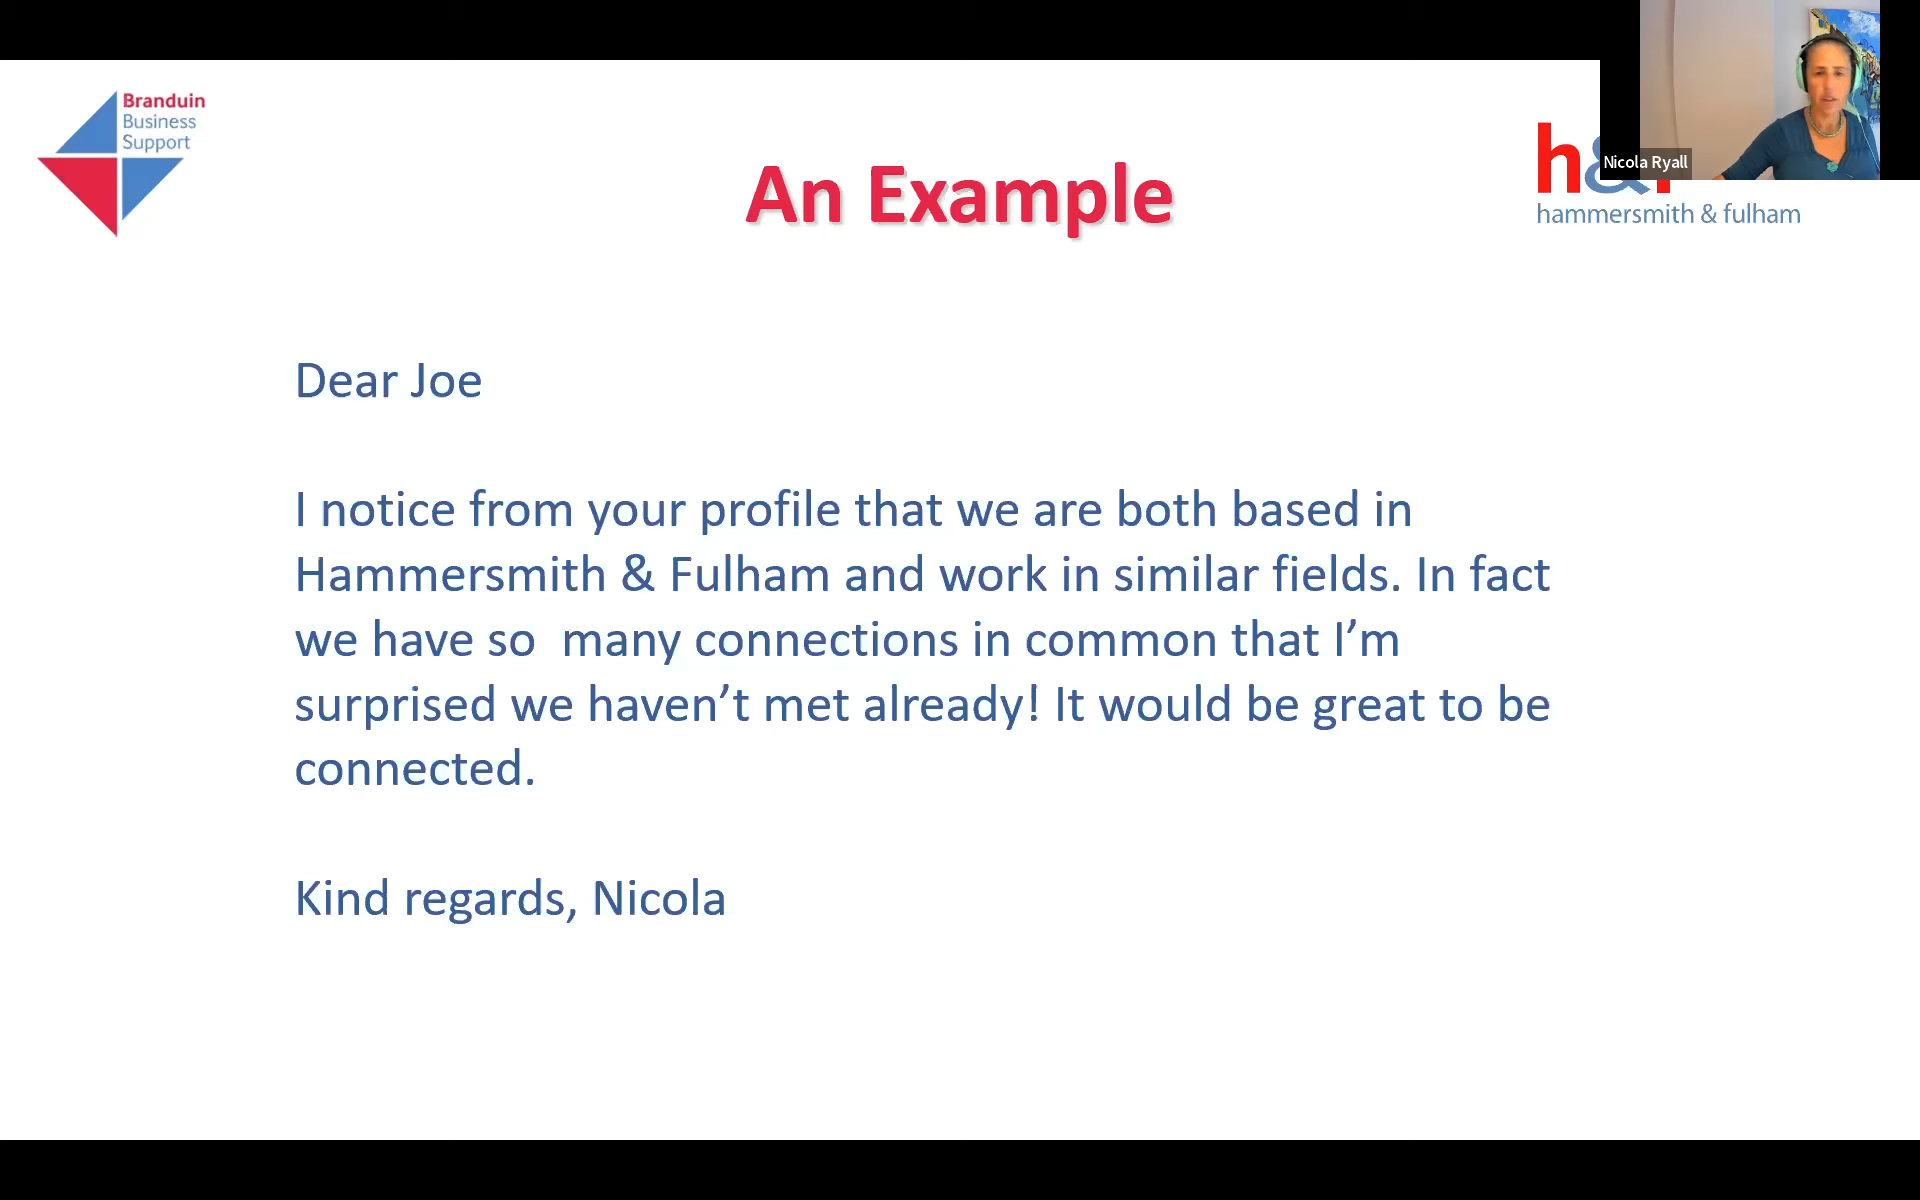 Branduin
Business
Support
An Example
h&f
Nicola Ryall
hammersmith & fulham
Dear Joe
I notice from your profile that we are both based in
Hammersmith & Fulham and work in similar fields. In fact
we have so  many connections in common that I’m
surprised we haven’t met already! It would be great to be
connected.
Kind regards, Nicola